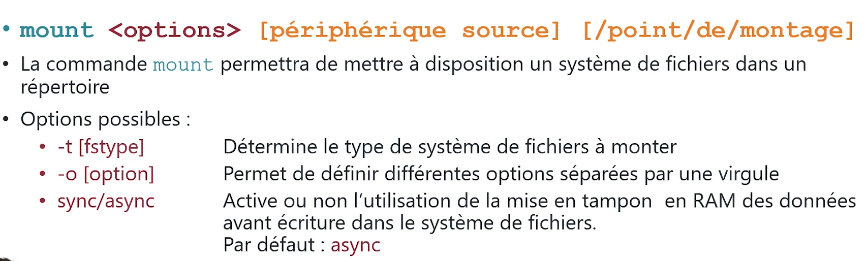 • mount <options> [périphérique source] [/point/de/montage]
• La commande mount permettra de mettre à disposition un système de fichiers dans un
répertoire
• Options possibles :
• -t [fstype] Détermine le type de système de fichiers à monter
• -o [option] Permet de définir différentes options séparées par une virgule
• sync/async Active ou non l’utilisation de la mise en tampon en RAM des données
avant écriture dans le système de fichiers.
Par défaut : async